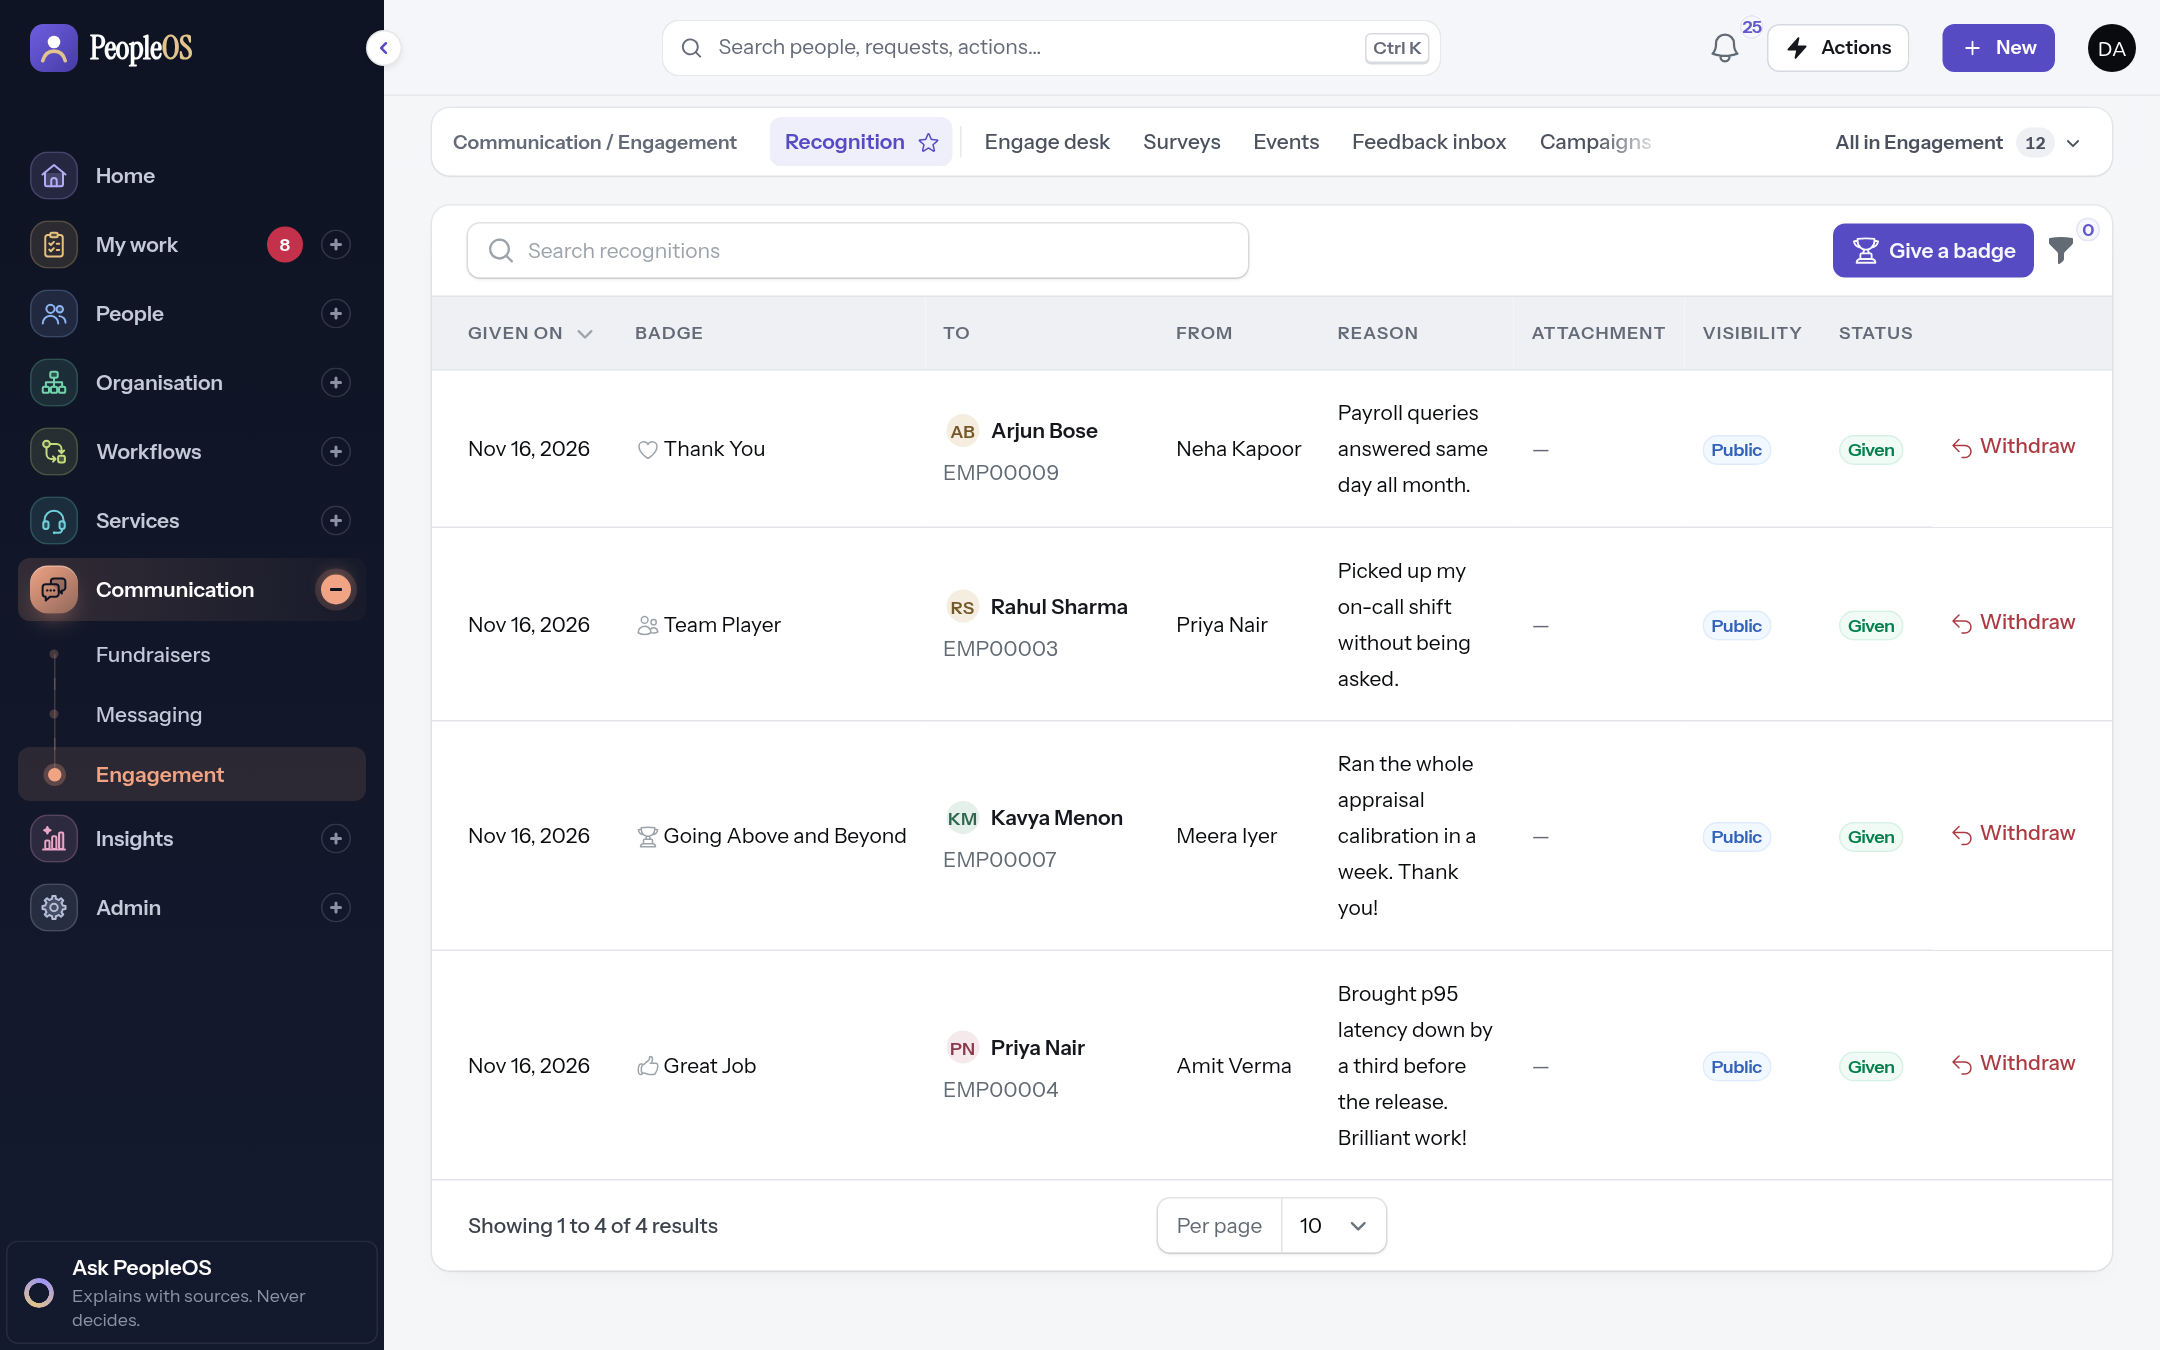 PeopleOS
Search people, requests, actions...
Ctrl K
25
Actions
New
DA
Home
My work
8
People
Organisation
Workflows
Services
Communication
Fundraisers
Messaging
Engagement
Insights
Admin
Ask PeopleOS
Explains with sources. Never
decides.
Communication / Engagement
Recognition
Engage desk
Surveys
Events
Feedback inbox
Campaigns
All in Engagement
12
Search recognitions
Give a badge
0
GIVEN ON
BADGE
TO
FROM
REASON
ATTACHMENT
VISIBILITY
STATUS
Nov 16, 2026
Thank You
AB
Arjun Bose
EMP00009
Neha Kapoor
Payroll queries
answered same
day all month.
—
Public
Given
Withdraw
Nov 16, 2026
Team Player
RS
Rahul Sharma
EMP00003
Priya Nair
Picked up my
on-call shift
without being
asked.
—
Public
Given
Withdraw
Nov 16, 2026
Going Above and Beyond
KM
Kavya Menon
EMP00007
Meera Iyer
Ran the whole
appraisal
calibration in a
week. Thank
you!
—
Public
Given
Withdraw
Nov 16, 2026
Great Job
PN
Priya Nair
EMP00004
Amit Verma
Brought p95
latency down by
a third before
the release.
Brilliant work!
—
Public
Given
Withdraw
Showing 1 to 4 of 4 results
Per page
10